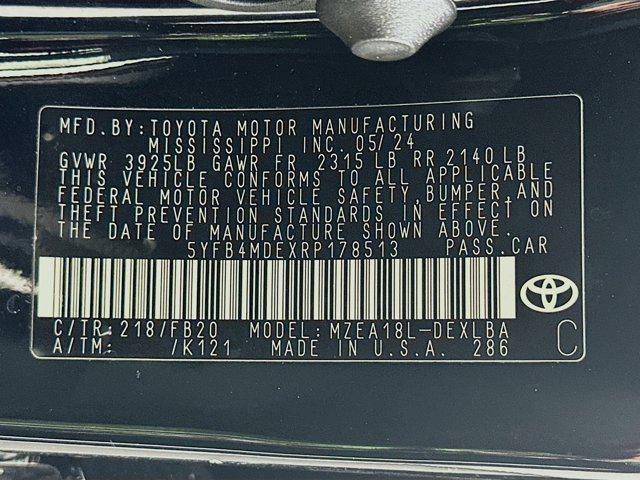 MFD. BY: TOYOTA MOTOR MANUFACTURING
MISSISSIPPI INC. 05/24
GVWR 3925LB GAWR FR 2315 LB RR 2140 LB
THIS VEHICLE CONFORMS TO ALL APPLICABLE
FEDERAL MOTOR VEHICLE SAFETY, BUMPER, AND
THEFT PREVENTION STANDARDS IN EFFECT ON
THE DATE OF MANUFACTURE SHOWN ABOVE.
5YFB4MDEXRP178513 PASS. CAR
C/TR: 218/FB20 MODEL: MZEA18L-DEXLBA
A/TM: /K121 MADE IN U.S.A. 286 C